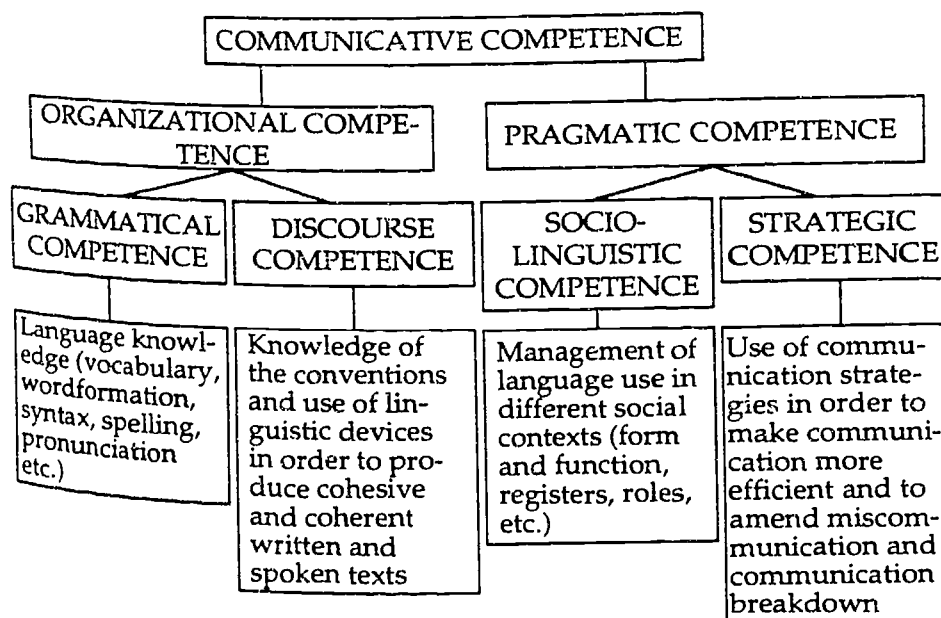 COMMUNICATIVE COMPETENCE
ORGANIZATIONAL COMPE-
TENCE
PRAGMATIC COMPETENCE
GRAMMATICAL
COMPETENCE
DISCOURSE
COMPETENCE
SOCIO-
LINGUISTIC
COMPETENCE
STRATEGIC
COMPETENCE
Language knowl-
edge (vocabulary,
wordformation,
syntax, spelling,
pronunciation
etc.)
Knowledge of
the conventions
and use of lin-
guistic devices
in order to pro-
duce cohesive
and coherent
written and
spoken texts
Management of
language use in
different social
contexts (form
and function,
registers, roles,
etc.)
Use of commu-
nication strate-
gies in order to
make communi-
cation more
efficient and to
amend miscom-
munication and
communication
breakdown